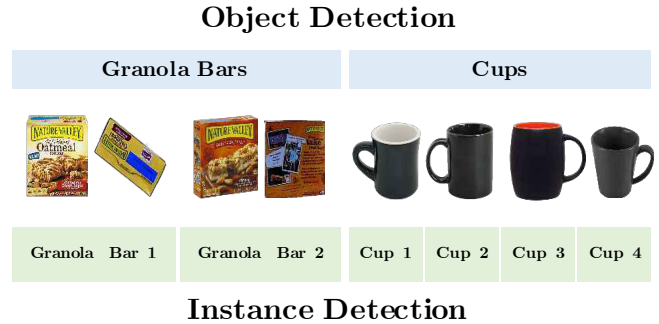 Object Detection
Granola Bars Cups
NATURE VALLEY NATURE VALLEY
Oatmeal
Granola Bar 1 Granola Bar 2 Cup 1 Cup 2 Cup 3 Cup 4
Instance Detection